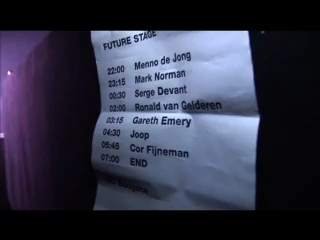 FUTURE STAGE
22:00 Menno de Jong
23:15 Mark Norman
00:30 Serge Devant
02:00 Ronald van Gelderen
03:15 Gareth Emery
04:30 Joop
05:45 Cor Fijneman
07:00 END